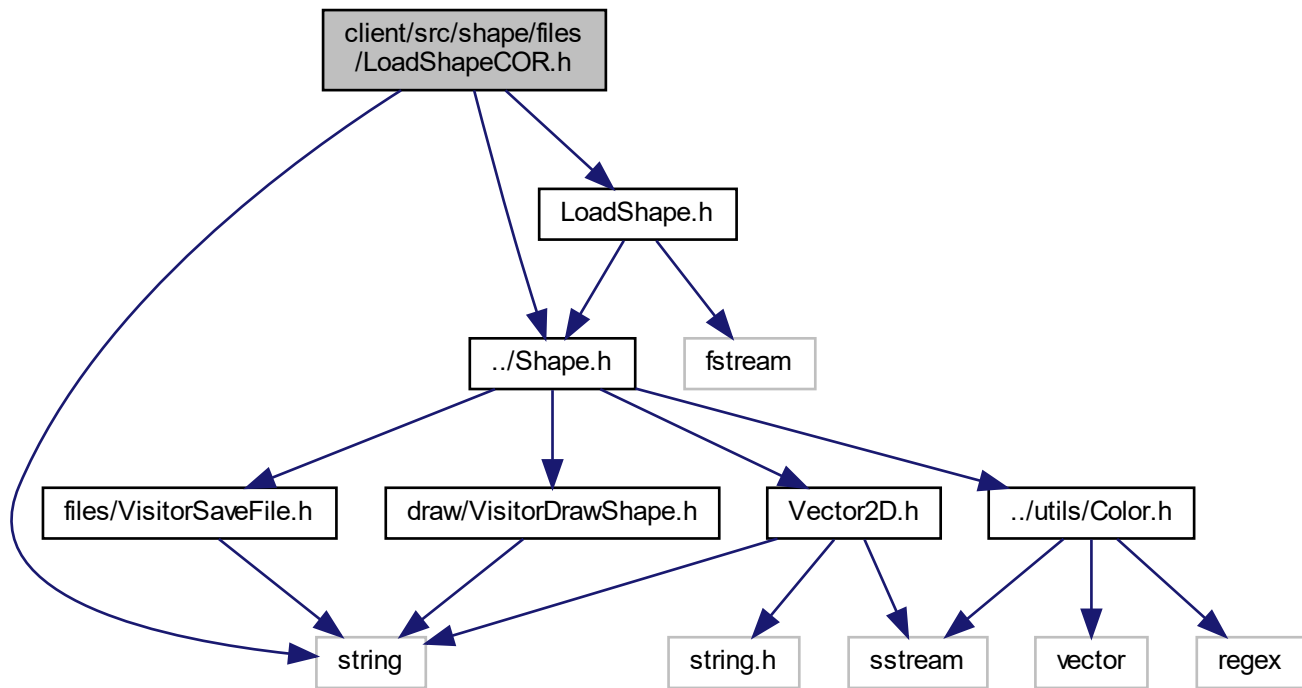 client/src/shape/files
/LoadShapeCOR.h
LoadShape.h
../Shape.h
fstream
files/VisitorSaveFile.h
draw/VisitorDrawShape.h
Vector2D.h
../utils/Color.h
string
string.h
sstream
vector
regex